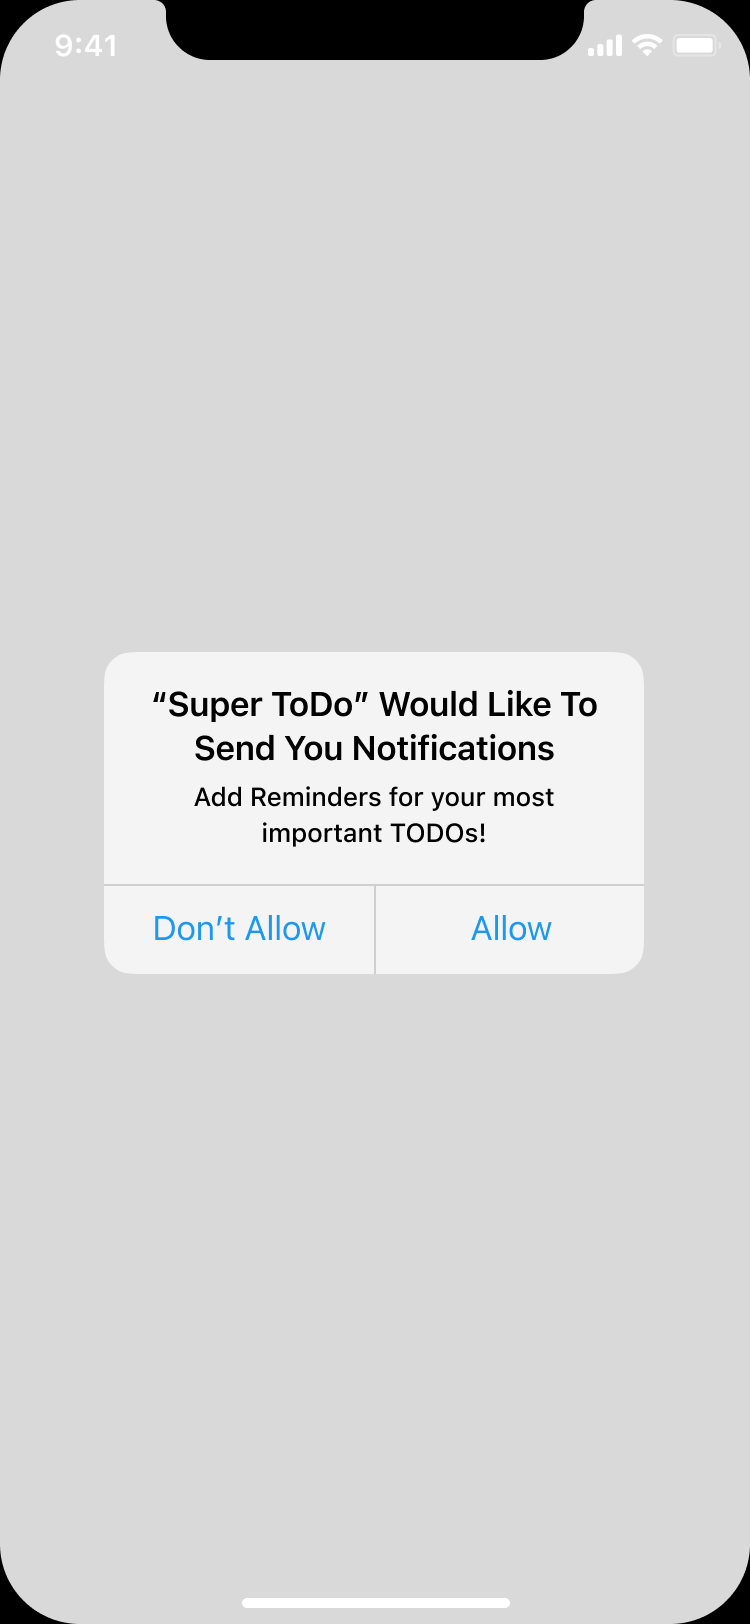 9:41
“Super ToDo” Would Like To
Send You Notifications
Add Reminders for your most
important TODOs!
Don’t Allow
Allow